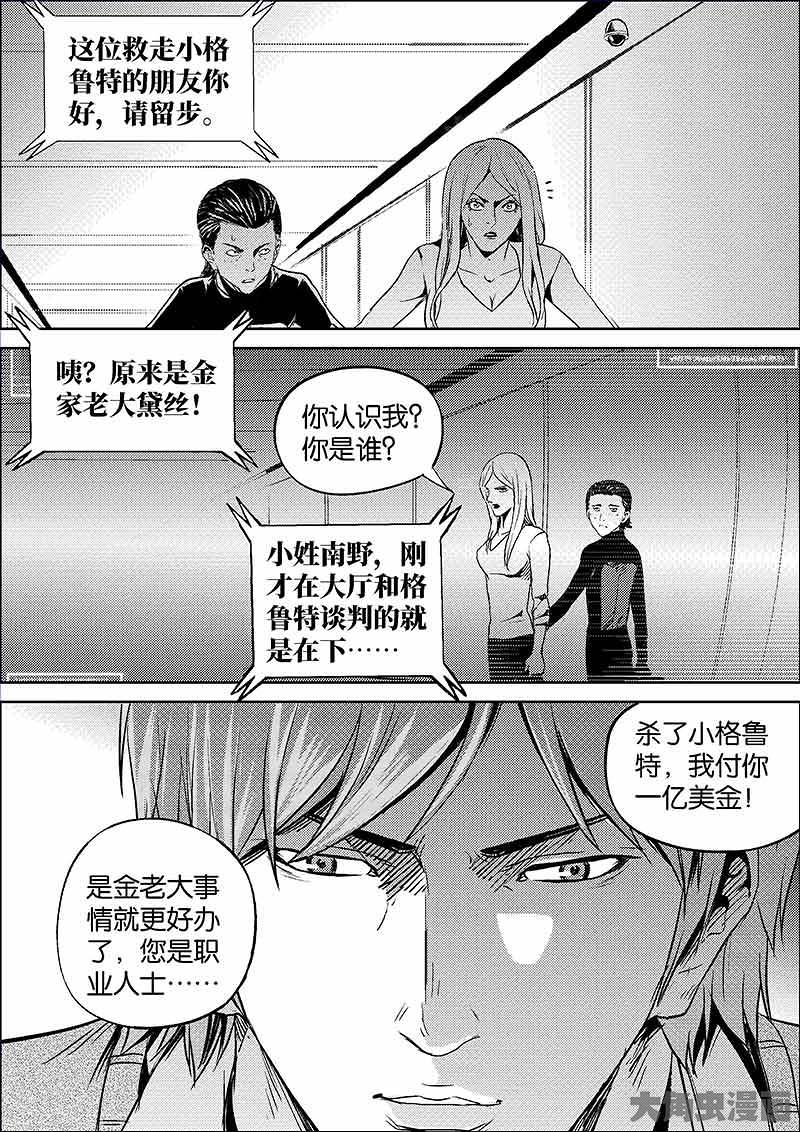 这位救走小格
鲁特的朋友你
好，请留步。
咦？原来是金
家老大黛丝！
你认识我？
你是谁？
小姓南野，刚
才在大厅和格
鲁特谈判的就
是在下……
杀了小格鲁
特，我付你
一亿美金！
是金老大事
情就更好办
了，您是职
业人士……
大角虫漫画